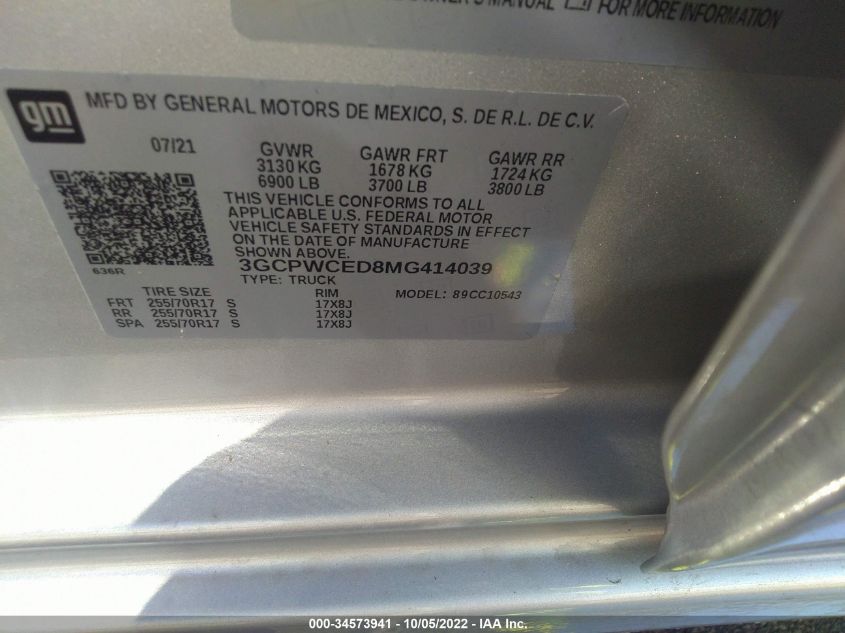 OWNER'S MANUAL FOR MORE INFORMATION
gm
MFD BY GENERAL MOTORS DE MEXICO, S. DE R.L. DE C.V.
07/21 GVWR GAWR FRT GAWR RR
3130 KG 1678 KG 1724 KG
6900 LB 3700 LB 3800 LB
THIS VEHICLE CONFORMS TO ALL
APPLICABLE U.S. FEDERAL MOTOR
VEHICLE SAFETY STANDARDS IN EFFECT
ON THE DATE OF MANUFACTURE
SHOWN ABOVE.
636R 3GCPWCED8MG414039
TYPE: TRUCK
TIRE SIZE RIM MODEL: 89CC10543
FRT 255/70R17 S 17X8J
RR 255/70R17 S 17X8J
SPA 255/70R17 S 17X8J
000-34573941 - 10/05/2022 - IAA Inc.